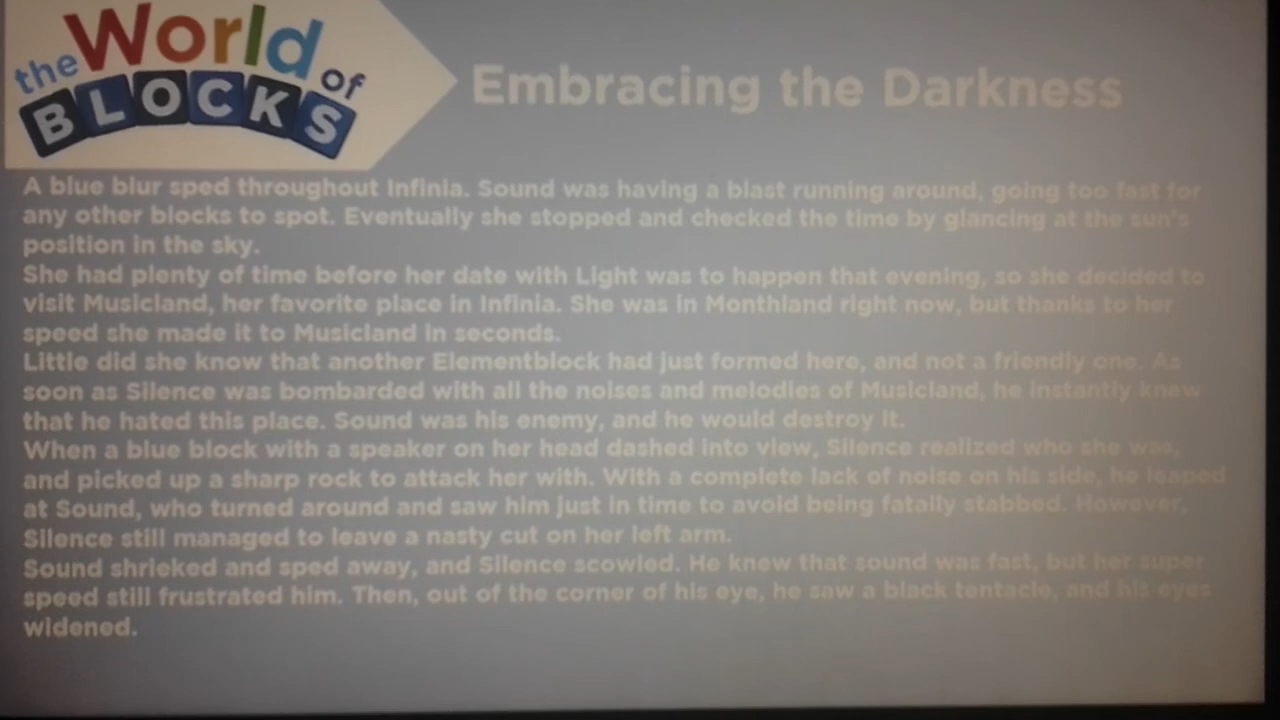 the World of
BLOCKS
Embracing the Darkness
A blue blur sped throughout Infinia. Sound was having a blast running around, going too fast for
any other blocks to spot. Eventually she stopped and checked the time by glancing at the sun's
position in the sky.
She had plenty of time before her date with Light was to happen that evening, so she decided to
visit Musicland, her favorite place in Infinia. She was in Monthland right now, but thanks to her
speed she made it to Musicland in seconds.
Little did she know that another Elementblock had just formed here, and not a friendly one. As
soon as Silence was bombarded with all the noises and melodies of Musicland, he instantly knew
that he hated this place. Sound was his enemy, and he would destroy it.
When a blue block with a speaker on her head dashed into view, Silence realized who she was,
and picked up a sharp rock to attack her with. With a complete lack of noise on his side, he leaped
at Sound, who turned around and saw him just in time to avoid being fatally stabbed. However,
Silence still managed to leave a nasty cut on her left arm.
Sound shrieked and sped away, and Silence scowled. He knew that sound was fast, but her super
speed still frustrated him. Then, out of the corner of his eye, he saw a black tentacle, and his eyes
widened.